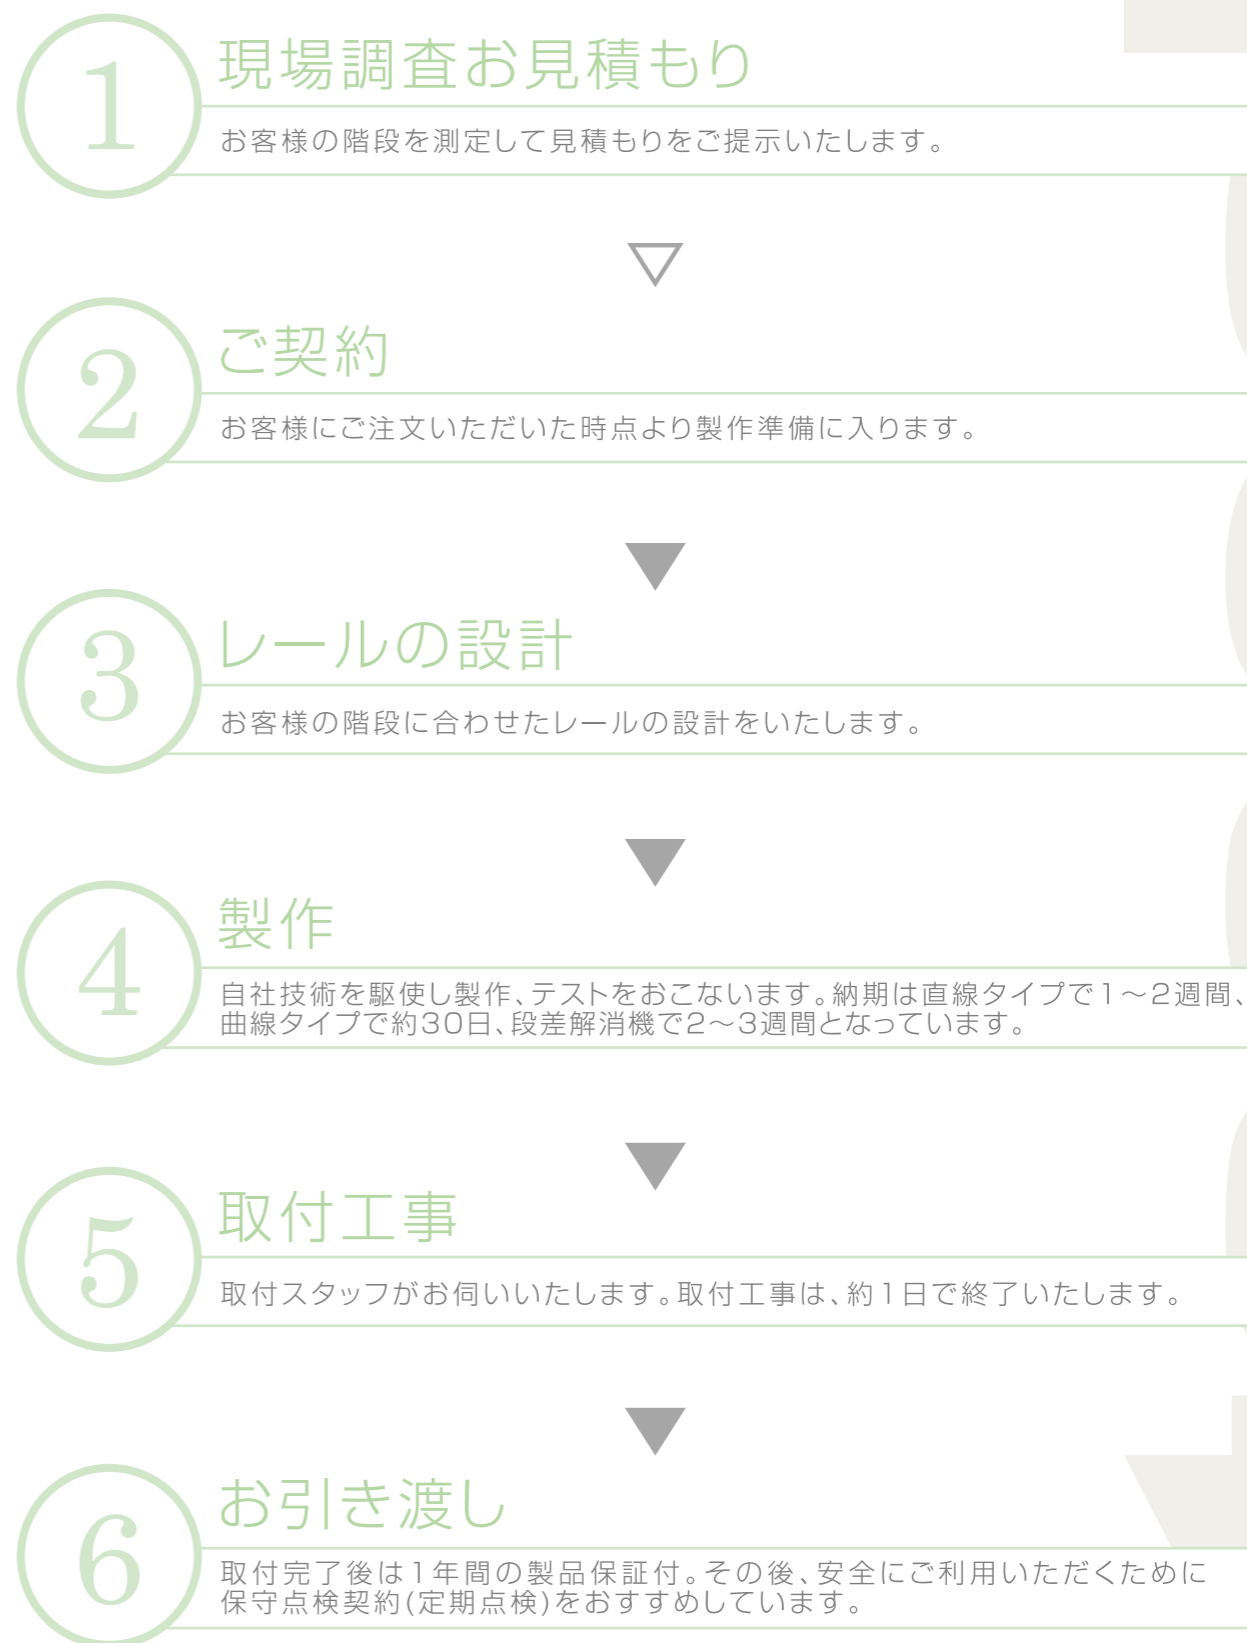 1
現場調査お見積もり
お客様の階段を測定して見積もりをご提示いたします。
2
ご契約
お客様にご注文いただいた時点より製作準備に入ります。
3
レールの設計
お客様の階段に合わせたレールの設計をいたします。
4
製作
自社技術を駆使し製作、テストをおこないます。納期は直線タイプで1～2週間、
曲線タイプで約30日、段差解消機で2～3週間となっています。
5
取付工事
取付スタッフがお伺いいたします。取付工事は、約1日で終了いたします。
6
お引き渡し
取付完了後は1年間の製品保証付。その後、安全にご利用いただくために
保守点検契約(定期点検)をおすすめしています。